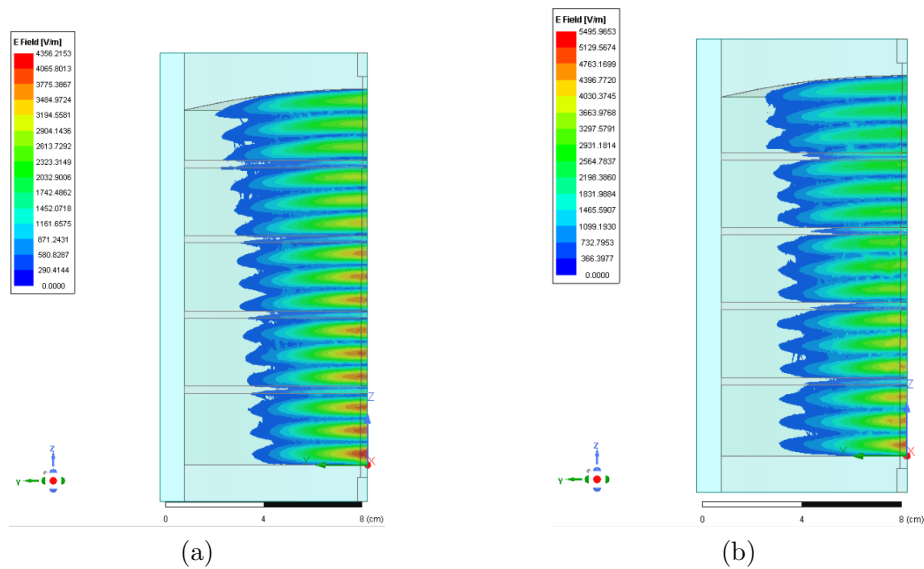 E Field [V/m]
4356.2153
4065.8013
3775.3867
3484.9724
3194.5581
2904.1436
2613.7292
2323.3149
2032.9006
1742.4862
1452.0718
1161.6575
871.2431
580.8287
290.4144
0.0000
Z
Y
X
Z
Y
0 4 8 (cm)
(a)
E Field [V/m]
5495.9653
5129.5674
4763.1699
4396.7720
4030.3745
3663.9768
3297.5791
2931.1814
2564.7837
2198.3860
1831.9884
1465.5907
1099.1930
732.7953
366.3977
0.0000
Z
Y
X
Z
Y
0 4 8 (cm)
(b)